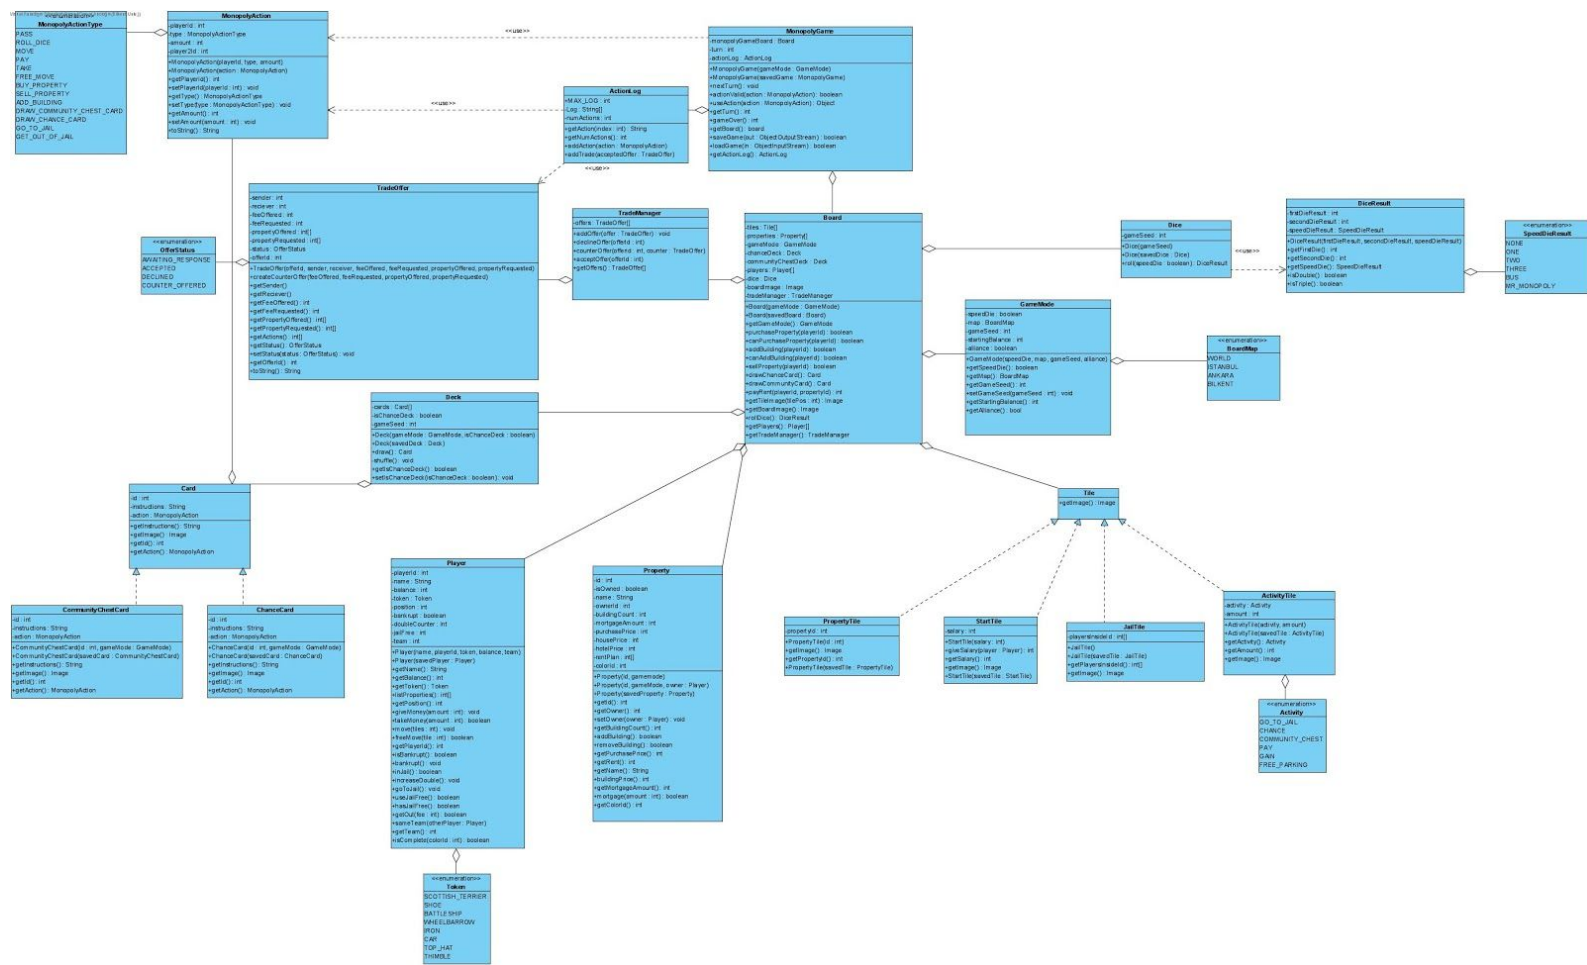 <<enumeration>>
MonopolyActionType
PASS
ROLL_DICE
MOVE
PAY
TAKE
FREE_MOVE
BUY_PROPERTY
SELL_PROPERTY
ADD_BUILDING
DRAW_COMMUNITY_CHEST_CARD
DRAW_CHANCE_CARD
GO_TO_JAIL
GET_OUT_OF_JAIL
MonopolyAction
-playerId : int
-type : MonopolyActionType
-amount : int
-player2Id : int
+MonopolyAction(playerId, type, amount)
+MonopolyAction(action : MonopolyAction)
+getPlayerId() : int
+setPlayerId(playerId : int) : void
+getType() : MonopolyActionType
+setType(type : MonopolyActionType) : void
+getAmount() : int
+setAmount(amount : int) : void
+toString() : String
<<use>>
<<use>>
<<use>>
ActionLog
+MAX_LOG : int
-Log : String[]
-numActions : int
+getAction(index : int) : String
+getNumActions() : int
+addAction(action : MonopolyAction)
+addTrade(acceptedOffer : TradeOffer)
MonopolyGame
-monopolyGameBoard : Board
-turn : int
-actionLog : ActionLog
+MonopolyGame(gameMode : GameMode)
+MonopolyGame(savedGame : MonopolyGame)
+nextTurn() : void
+actionValid(action : MonopolyAction) : boolean
+useAction(action : MonopolyAction) : Object
+getTurn() : int
+gameOver() : int
+getBoard() : board
+saveGame(out : ObjectOutputStream) : boolean
+loadGame(in : ObjectInputStream) : boolean
+getActionLog() : ActionLog
<<enumeration>>
OfferStatus
AWAITING_RESPONSE
ACCEPTED
DECLINED
COUNTER_OFFERED
TradeOffer
-sender : int
-reciever : int
-feeOffered : int
-feeRequested : int
-propertyOffered : int[]
-propertyRequested : int[]
-status : OfferStatus
-offerId : int
+TradeOffer(offerId, sender, receiver, feeOffered, feeRequested, propertyOffered, propertyRequested)
+createCounterOffer(feeOffered, feeRequested, propertyOffered, propertyRequested)
+getSender()
+getReciever()
+getFeeOffered() : int
+getFeeRequested() : int
+getPropertyOffered() : int[]
+getPropertyRequested() : int[]
+getActions() : int[]
+getStatus() : OfferStatus
+setStatus(status : OfferStatus) : void
+getOfferId() : int
+toString() : String
TradeManager
-offers : TradeOffer[]
+addOffer(offer : TradeOffer) : void
+declineOffer(offerId : int)
+counterOffer(offerId : int, counter : TradeOffer)
+acceptOffer(offerId : int)
+getOffers() : TradeOffer[]
Board
-tiles : Tile[]
-properties : Property[]
-gameMode : GameMode
-chanceDeck : Deck
-communityChestDeck : Deck
-players : Player[]
-dice : Dice
-boardImage : Image
-tradeManager : TradeManager
+Board(gameMode : GameMode)
+Board(savedBoard : Board)
+getGameMode() : GameMode
+purchaseProperty(playerId) : boolean
+canPurchaseProperty(playerId) : boolean
+addBuilding(playerId) : boolean
+canAddBuilding(playerId) : boolean
+sellProperty(playerId) : boolean
+drawChanceCard() : Card
+drawCommunityCard() : Card
+payRent(playerId, propertyId) : int
+getTileImage(tilePos : int) : Image
+getBoardImage() : Image
+rollDice() : DiceResult
+getPlayers() : Player[]
+getTradeManager() : TradeManager
Dice
-gameSeed : int
+Dice(gameSeed)
+Dice(savedDice : Dice)
+roll(speedDie : boolean) : DiceResult
<<use>>
DiceResult
-firstDieResult : int
-secondDieResult : int
-speedDieResult : SpeedDieResult
+DiceResult(firstDieResult, secondDieResult, speedDieResult)
+getFirstDie() : int
+getSecondDie() : int
+getSpeedDie() : SpeedDieResult
+isDouble() : boolean
+isTriple() : boolean
<<enumeration>>
SpeedDieResult
NONE
ONE
TWO
THREE
BUS
MR_MONOPOLY
GameMode
-speedDie : boolean
-map : BoardMap
-gameSeed : int
-startingBalance : int
-alliance : boolean
+GameMode(speedDie, map, gameSeed, alliance)
+getSpeedDie() : boolean
+getMap() : BoardMap
+getGameSeed() : int
+setGameSeed(gameSeed : int) : void
+getStartingBalance() : int
+getAlliance() : bool
<<enumeration>>
BoardMap
WORLD
ISTANBUL
ANKARA
BILKENT
Deck
-cards : Card[]
-isChanceDeck : boolean
-gameSeed : int
+Deck(gameMode : GameMode, isChanceDeck : boolean)
+Deck(savedDeck : Deck)
+draw() : Card
-shuffle() : void
+getIsChanceDeck() : boolean
+setIsChanceDeck(isChanceDeck : boolean) : void
Card
-id : int
-instructions : String
-action : MonopolyAction
+getInstructions() : String
+getImage() : Image
+getId() : int
+getAction() : MonopolyAction
CommunityChestCard
-id : int
-instructions : String
-action : MonopolyAction
+CommunityChestCard(id : int, gameMode : GameMode)
+CommunityChestCard(savedCard : CommunityChestCard)
+getInstructions() : String
+getImage() : Image
+getId() : int
+getAction() : MonopolyAction
ChanceCard
-id : int
-instructions : String
-action : MonopolyAction
+ChanceCard(id : int, gameMode : GameMode)
+ChanceCard(savedCard : ChanceCard)
+getInstructions() : String
+getImage() : Image
+getId() : int
+getAction() : MonopolyAction
Player
-playerId : int
-name : String
-balance : int
-token : Token
-position : int
-bankrupt : boolean
-doubleCounter : int
-jailFree : int
-team : int
+Player(name, playerId, token, balance, team)
+Player(savedPlayer : Player)
+getName() : String
+getBalance() : int
+getToken() : Token
+listProperties() : int[]
+getPosition() : int
+giveMoney(amount : int) : void
+takeMoney(amount : int) : boolean
+move(tiles : int) : void
+freeMove(tile : int) : boolean
+getPlayerId() : int
+isBankrupt() : boolean
+bankrupt() : void
+inJail() : boolean
+increaseDouble() : void
+goToJail() : void
+useJailFree() : boolean
+hasJailFree() : boolean
+getOut(fee : int) : boolean
+sameTeam(otherPlayer : Player)
+getTeam() : int
+isComplete(colorId : int) : boolean
<<enumeration>>
Token
SCOTTISH_TERRIER
SHOE
BATTLESHIP
WHEELBARROW
IRON
CAR
TOP_HAT
THIMBLE
Property
-id : int
-isOwned : boolean
-name : String
-ownerId : int
-buildingCount : int
-mortgageAmount : int
-purchasePrice : int
-housePrice : int
-hotelPrice : int
-rentPlan : int[]
-colorId : int
+Property(id, gamemode)
+Property(id, gameMode, owner : Player)
+Property(savedProperty : Property)
+getId() : int
+getOwner() : int
+setOwner(owner : Player) : void
+getBuildingCount() : int
+addBuilding() : boolean
+removeBuilding() : boolean
+getPurchasePrice() : int
+getRent() : int
+getName() : String
+buildingPrice() : int
+getMortgageAmount() : int
+mortgage(amount : int) : boolean
+getColorId() : int
Tile
+getImage() : Image
PropertyTile
-propertyId : int
+PropertyTile(id : int)
+getImage() : Image
+getPropertyId() : int
+PropertyTile(savedTile : PropertyTile)
StartTile
-salary : int
+StartTile(salary : int)
+giveSalary(player : Player) : int
+getSalary() : int
+getImage() : Image
+StartTile(savedTile : StartTile)
JailTile
-playersInsideId : int[]
+JailTile()
+JailTile(savedTile : JailTile)
+getPlayersInsideId() : int[]
+getImage() : Image
ActivityTile
-activity : Activity
-amount : int
+ActivityTile(activity, amount)
+ActivityTile(savedTile : ActivityTile)
+getActivity() : Activity
+getAmount() : int
+getImage() : Image
<<enumeration>>
Activity
GO_TO_JAIL
CHANCE
COMMUNITY_CHEST
PAY
GAIN
FREE_PARKING